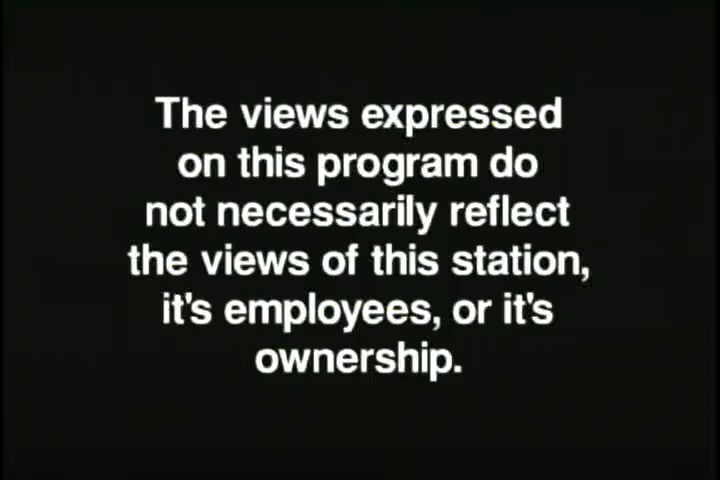 The views expressed
on this program do
not necessarily reflect
the views of this station,
it's employees, or it's
ownership.